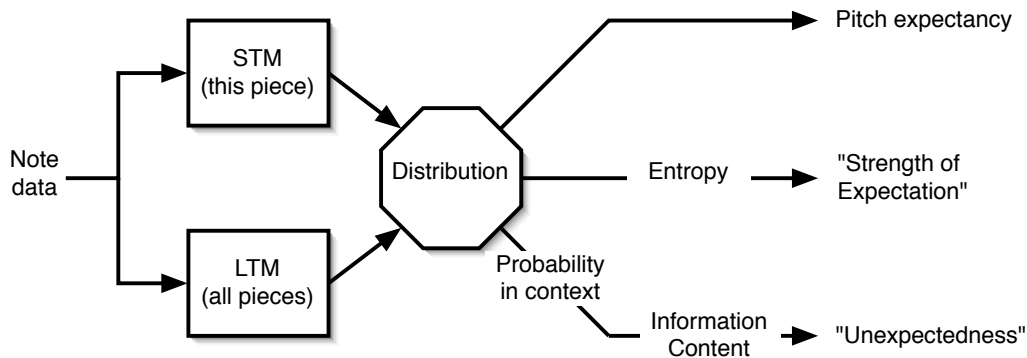 Note
data
STM
(this piece)
LTM
(all pieces)
Distribution
Pitch expectancy
Entropy
"Strength of
Expectation"
Probability
in context
Information
Content
"Unexpectedness"